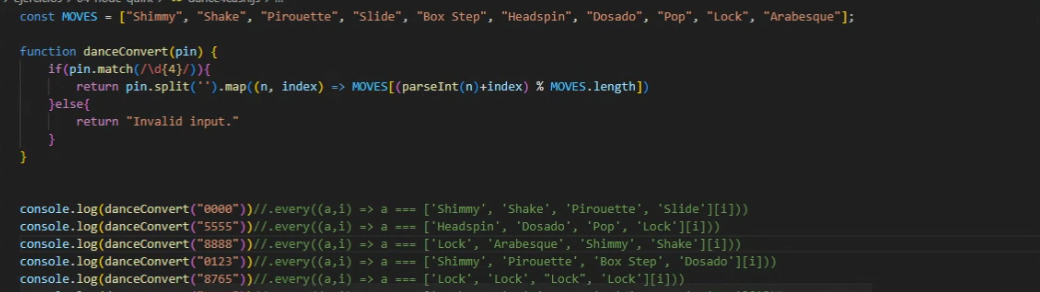 const MOVES = ["Shimmy", "Shake", "Pirouette", "Slide", "Box Step", "Headspin", "Dosado", "Pop", "Lock", "Arabesque"];
function danceConvert(pin) {
if(pin.match(/\d{4}/)){
return pin.split('').map((n, index) => MOVES[(parseInt(n)+index) % MOVES.length])
}else{
return "Invalid input."
}
}
console.log(danceConvert("0000"))//.every((a,i) => a === ['Shimmy', 'Shake', 'Pirouette', 'Slide'][i]))
console.log(danceConvert("5555"))//.every((a,i) => a === ['Headspin', 'Dosado', 'Pop', 'Lock'][i]))
console.log(danceConvert("8888"))//.every((a,i) => a === ['Lock', 'Arabesque', 'Shimmy', 'Shake'][i]))
console.log(danceConvert("0123"))//.every((a,i) => a === ['Shimmy', 'Pirouette', 'Box Step', 'Dosado'][i]))
console.log(danceConvert("8765"))//.every((a,i) => a === ['Lock', 'Lock', "Lock", 'Lock'][i]))